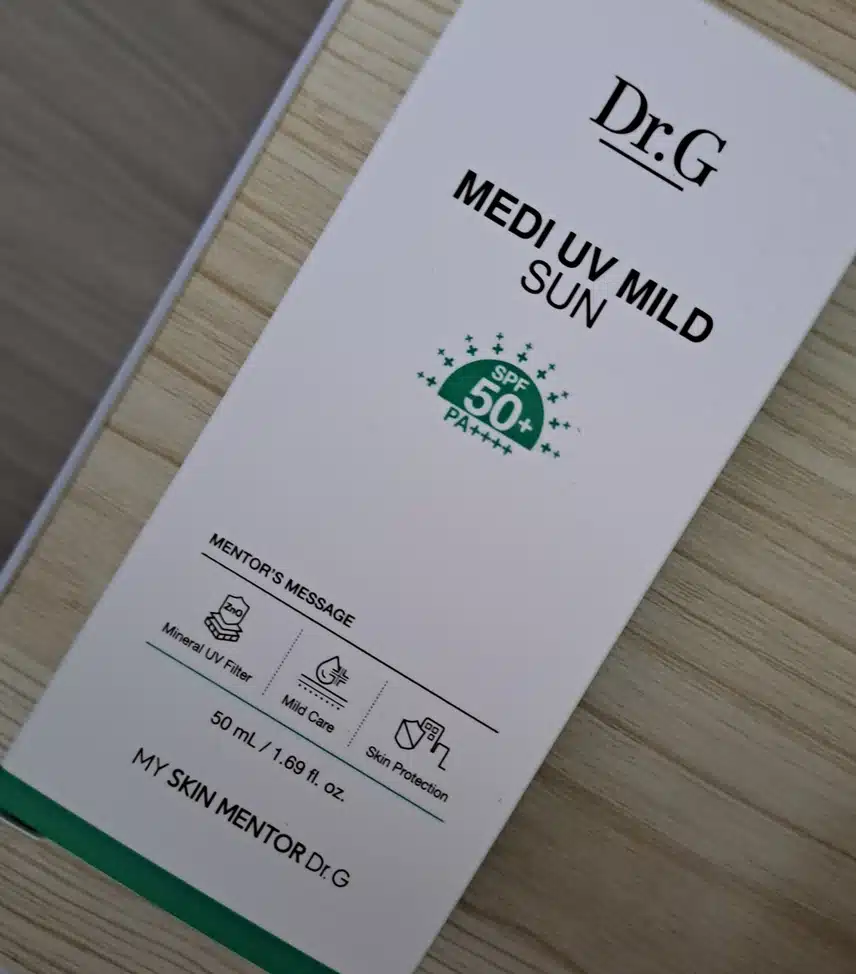 Dr.G
MEDI UV MILD
SUN
SPF
50+
PA++++
MENTOR'S MESSAGE
ZnO
Mineral UV Filter
Mild Care
Skin Protection
50 mL / 1.69 fl. oz.
MY SKIN MENTOR Dr.G